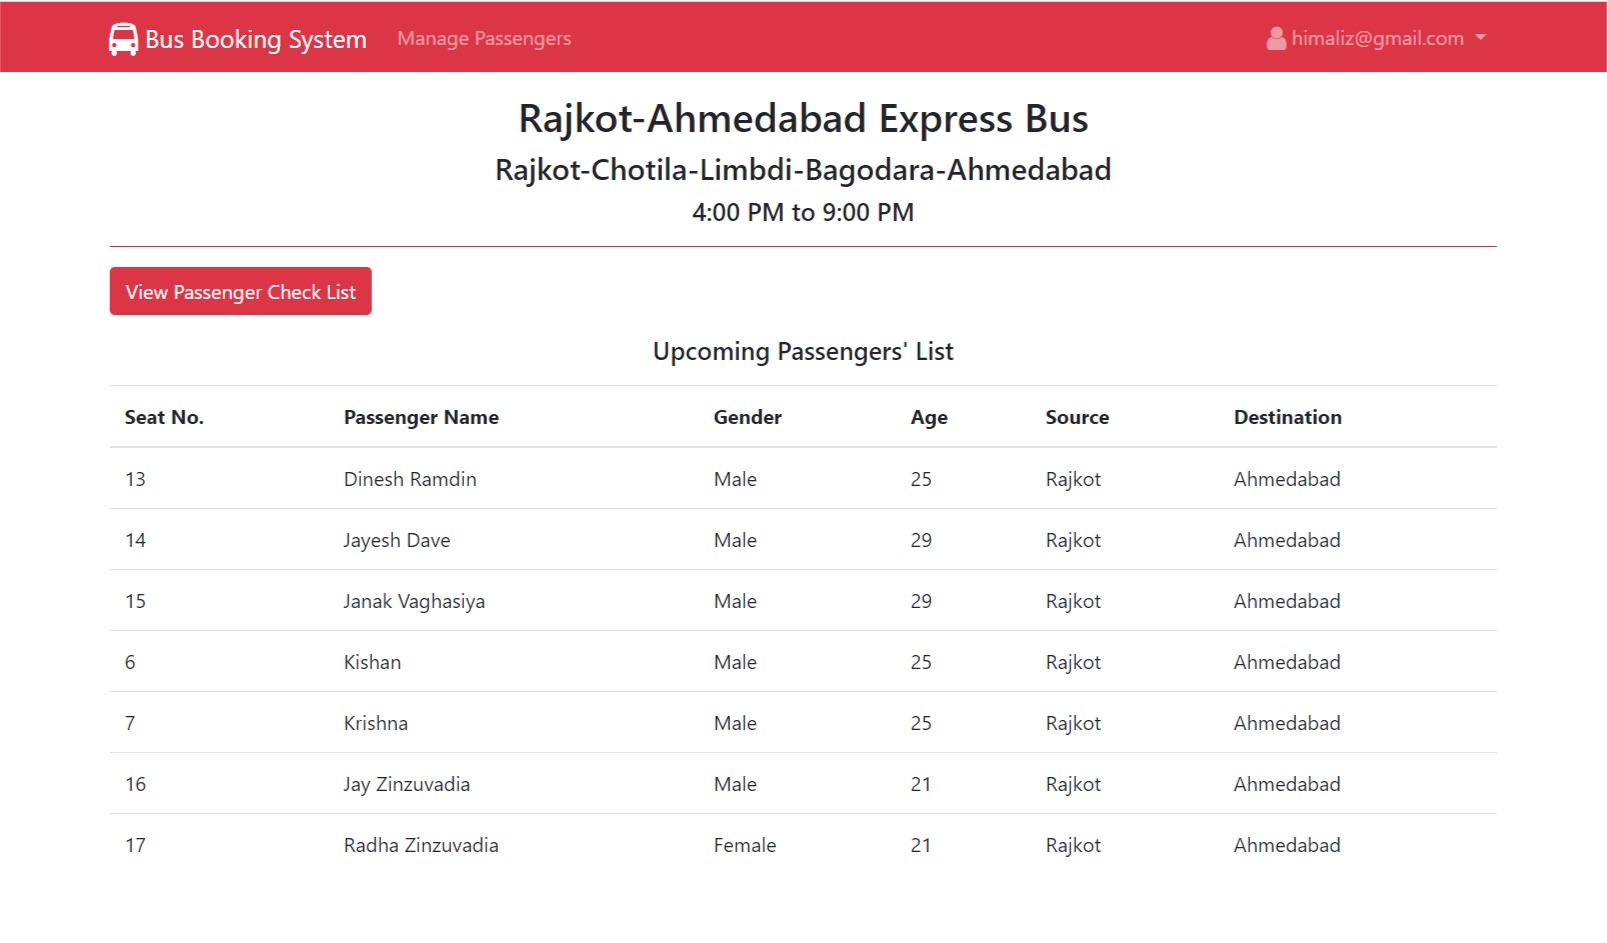 Bus Booking System Manage Passengers himaliz@gmail.com
Rajkot-Ahmedabad Express Bus
Rajkot-Chotila-Limbdi-Bagodara-Ahmedabad
4:00 PM to 9:00 PM
View Passenger Check List
Upcoming Passengers' List
Seat No. Passenger Name Gender Age Source Destination
13 Dinesh Ramdin Male 25 Rajkot Ahmedabad
14 Jayesh Dave Male 29 Rajkot Ahmedabad
15 Janak Vaghasiya Male 29 Rajkot Ahmedabad
6 Kishan Male 25 Rajkot Ahmedabad
7 Krishna Male 25 Rajkot Ahmedabad
16 Jay Zinzuvadia Male 21 Rajkot Ahmedabad
17 Radha Zinzuvadia Female 21 Rajkot Ahmedabad